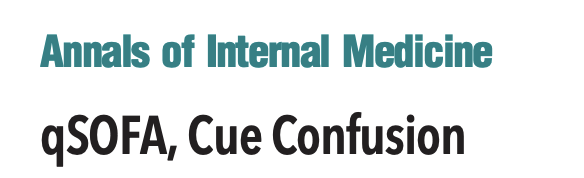 Annals of Internal Medicine
qSOFA, Cue Confusion